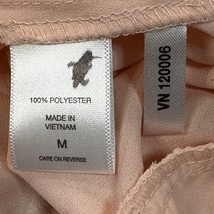 100% POLYESTER
MADE IN
VIETNAM
M
CARE ON REVERSE
VN 120006